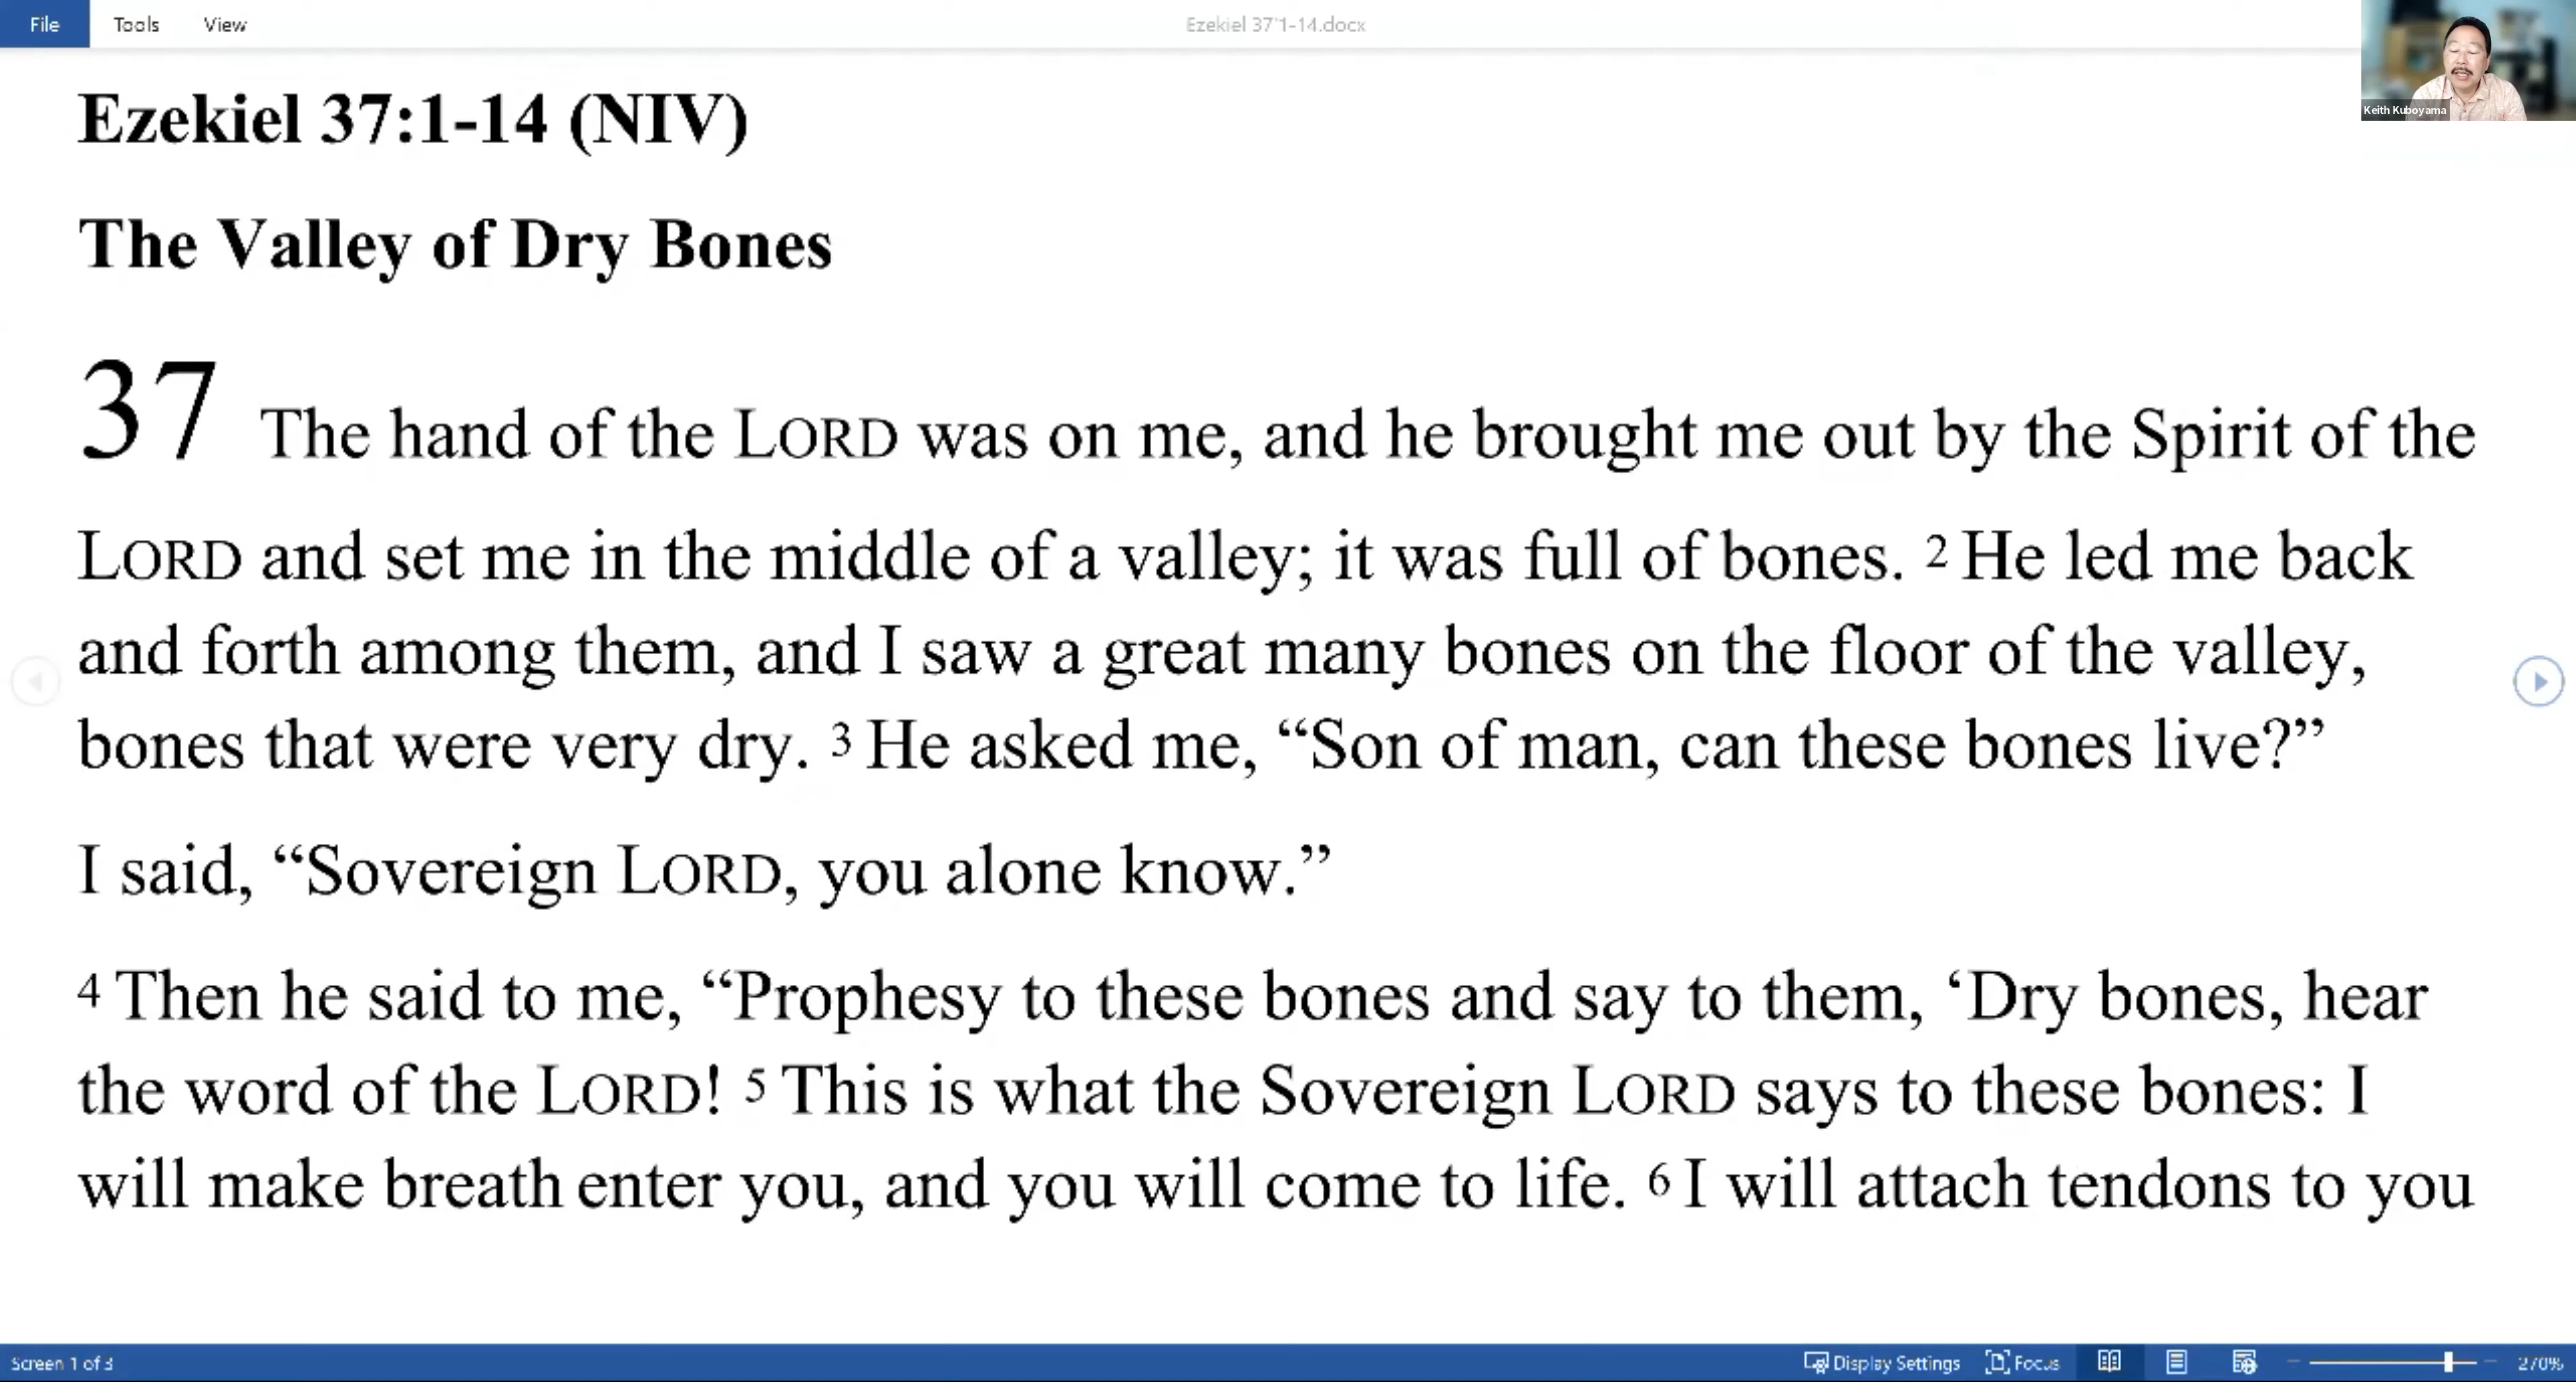 File Tools View Ezekiel 37'1-14.docx
Keith Kuboyama
Ezekiel 37:1-14 (NIV)
The Valley of Dry Bones
37 The hand of the LORD was on me, and he brought me out by the Spirit of the
LORD and set me in the middle of a valley; it was full of bones. 2 He led me back
and forth among them, and I saw a great many bones on the floor of the valley,
bones that were very dry. 3 He asked me, “Son of man, can these bones live?”
I said, “Sovereign LORD, you alone know.”
4 Then he said to me, “Prophesy to these bones and say to them, ‘Dry bones, hear
the word of the LORD! 5 This is what the Sovereign LORD says to these bones: I
will make breath enter you, and you will come to life. 6 I will attach tendons to you
Screen 1 of 3 Display Settings Focus 270%